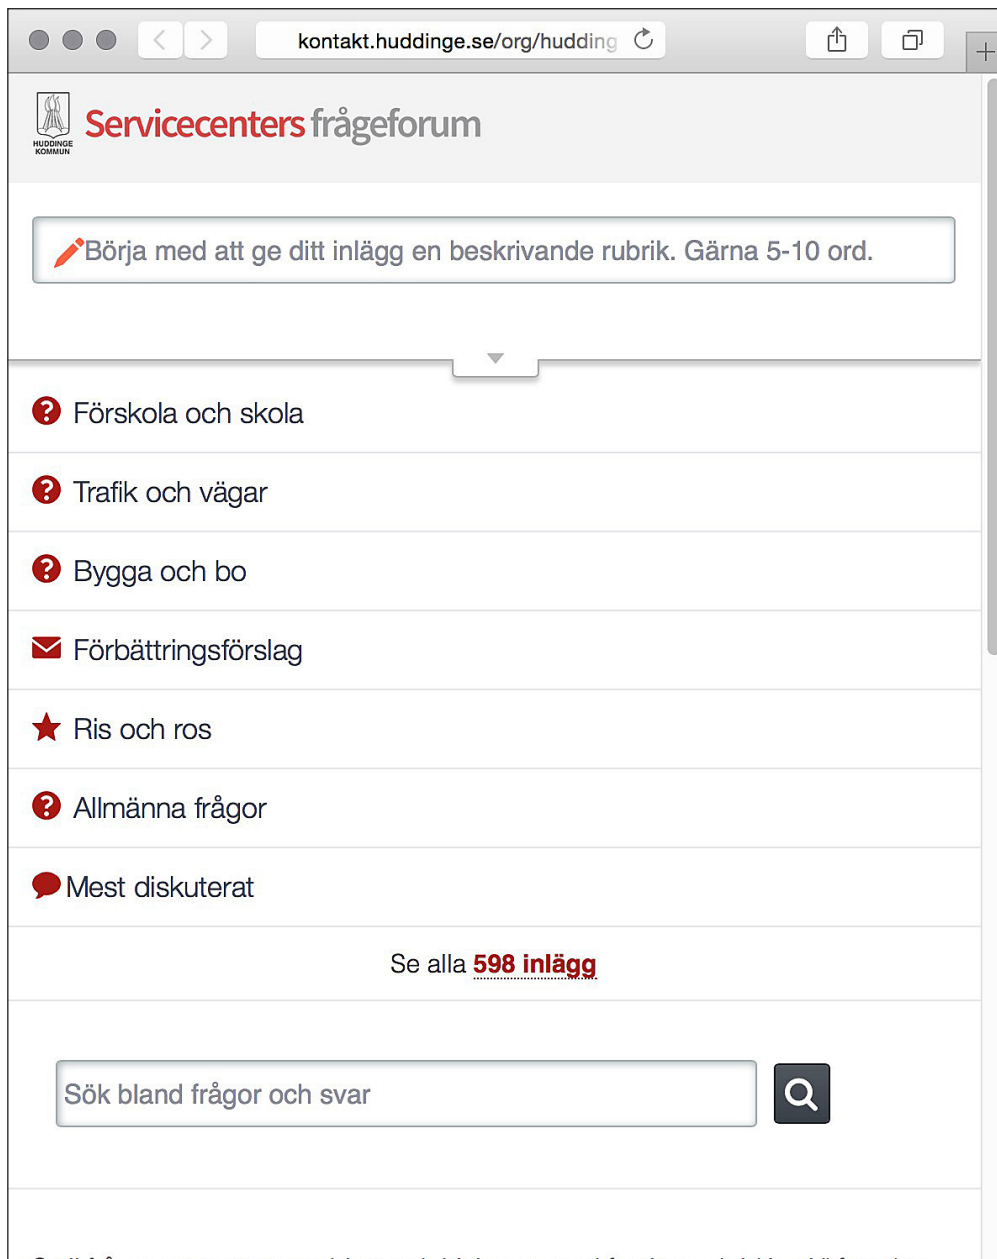 kontakt.huddinge.se/org/hudding
HUDDINGE
KOMMUN
Servicecenters frågeforum
Börja med att ge ditt inlägg en beskrivande rubrik. Gärna 5-10 ord.
Förskola och skola
Trafik och vägar
Bygga och bo
Förbättringsförslag
Ris och ros
Allmänna frågor
Mest diskuterat
Se alla 598 inlägg
Sök bland frågor och svar